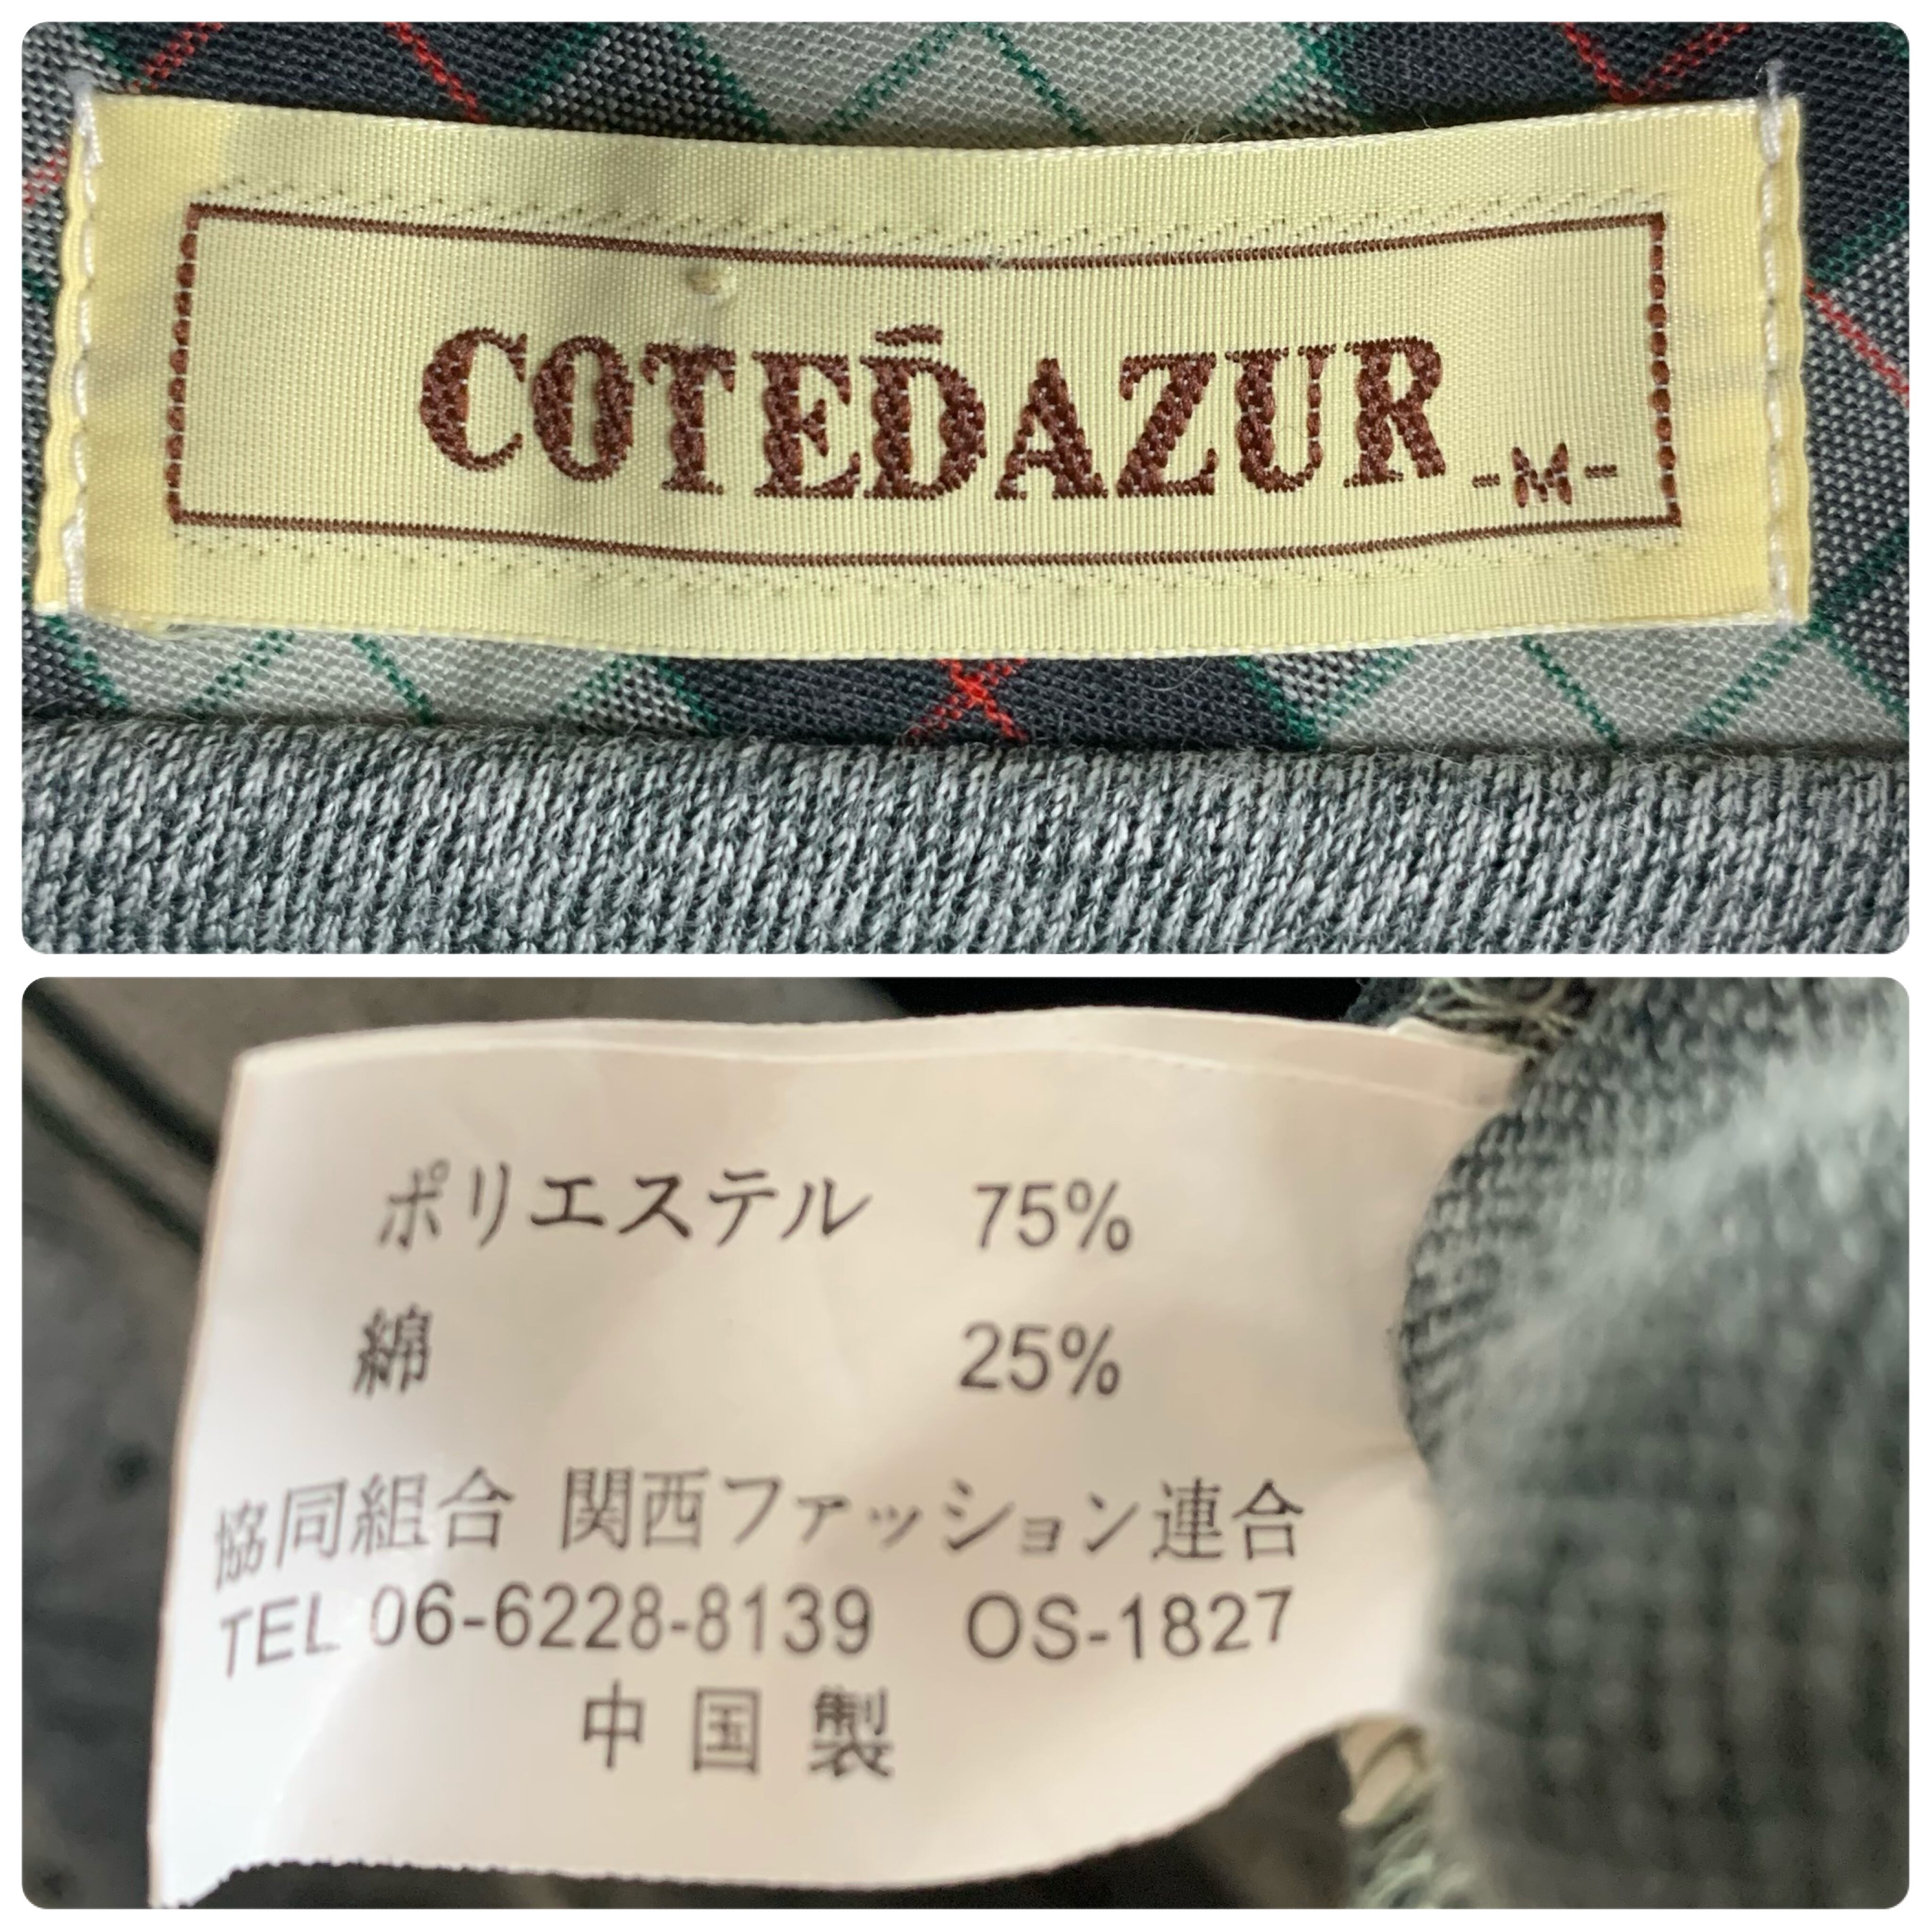 COTEDAZUR -M-
ポリエステル 75%
綿 25%
協同組合 関西ファッション連合
TEL 06-6228-8139 OS-1827
中国製